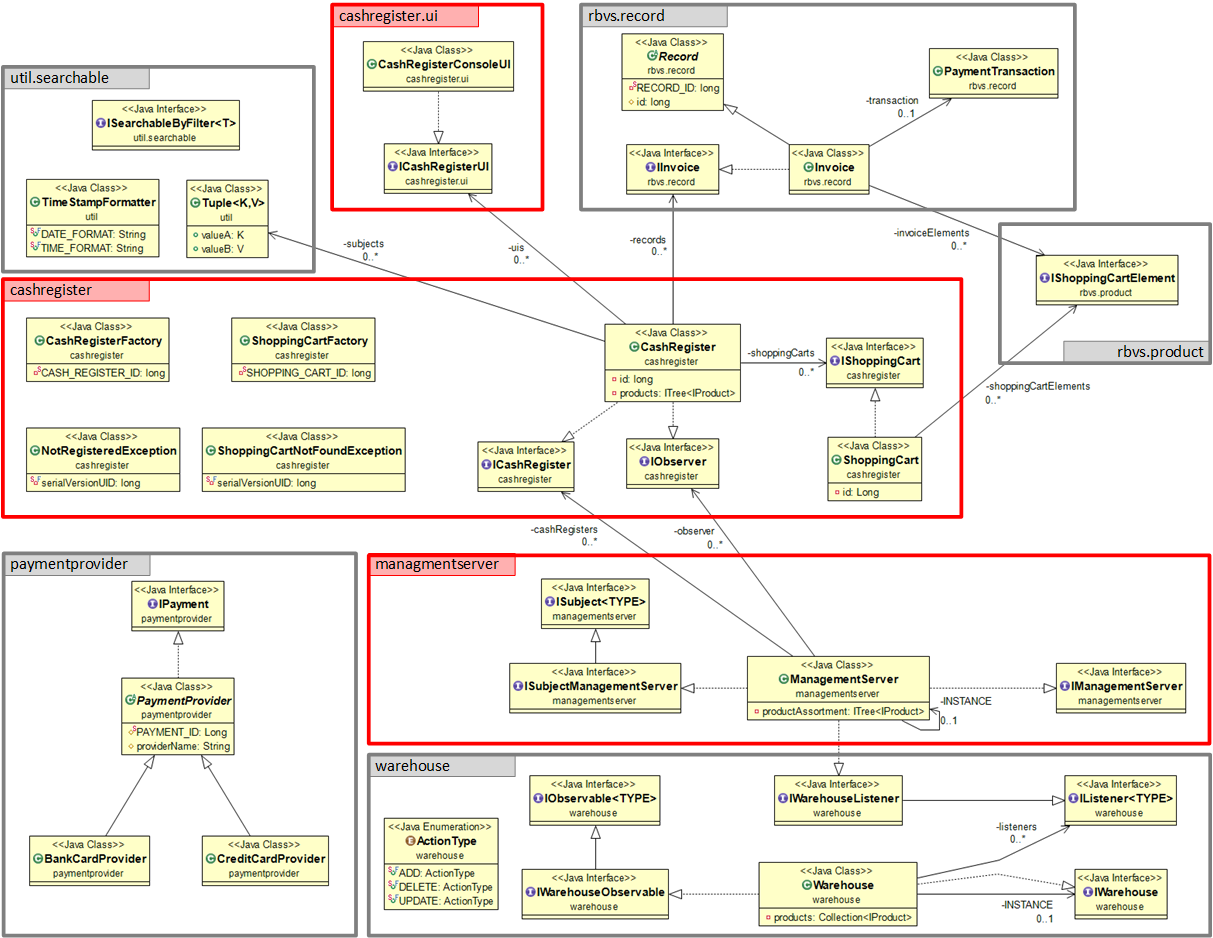 cashregister.ui
<<Java Class>>
CashRegisterConsoleUI
cashregister.ui
<<Java Interface>>
ICashRegisterUI
cashregister.ui
rbvs.record
<<Java Class>>
Record
rbvs.record
RECORD_ID: long
id: long
<<Java Class>>
PaymentTransaction
rbvs.record
-transaction
0..1
<<Java Interface>>
IInvoice
rbvs.record
<<Java Class>>
Invoice
rbvs.record
util.searchable
<<Java Interface>>
ISearchableByFilter<T>
util.searchable
<<Java Class>>
TimeStampFormatter
util
DATE_FORMAT: String
TIME_FORMAT: String
<<Java Class>>
Tuple<K,V>
util
valueA: K
valueB: V
-subjects
0..*
-uis
0..*
-records
0..*
-invoiceElements
0..*
<<Java Interface>>
IShoppingCartElement
rbvs.product
rbvs.product
cashregister
<<Java Class>>
CashRegisterFactory
cashregister
CASH_REGISTER_ID: long
<<Java Class>>
ShoppingCartFactory
cashregister
SHOPPING_CART_ID: long
<<Java Class>>
CashRegister
cashregister
id: long
products: ITree<IProduct>
-shoppingCarts
0..*
<<Java Interface>>
IShoppingCart
cashregister
-shoppingCartElements
0..*
<<Java Class>>
NotRegisteredException
cashregister
serialVersionUID: long
<<Java Class>>
ShoppingCartNotFoundException
cashregister
serialVersionUID: long
<<Java Interface>>
ICashRegister
cashregister
<<Java Interface>>
IObserver
cashregister
<<Java Class>>
ShoppingCart
cashregister
id: Long
-cashRegisters
0..*
-observer
0..*
paymentprovider
<<Java Interface>>
IPayment
paymentprovider
<<Java Class>>
PaymentProvider
paymentprovider
PAYMENT_ID: Long
providerName: String
<<Java Class>>
BankCardProvider
paymentprovider
<<Java Class>>
CreditCardProvider
paymentprovider
managmentserver
<<Java Interface>>
ISubject<TYPE>
managementserver
<<Java Interface>>
ISubjectManagementServer
managementserver
<<Java Class>>
ManagementServer
managementserver
productAssortment: ITree<IProduct>
-INSTANCE
0..1
<<Java Interface>>
IManagementServer
managementserver
warehouse
<<Java Interface>>
IObservable<TYPE>
warehouse
<<Java Interface>>
IWarehouseListener
warehouse
<<Java Interface>>
IListener<TYPE>
warehouse
<<Java Enumeration>>
ActionType
warehouse
ADD: ActionType
DELETE: ActionType
UPDATE: ActionType
-listeners
0..*
<<Java Interface>>
IWarehouseObservable
warehouse
<<Java Class>>
Warehouse
warehouse
products: Collection<IProduct>
-INSTANCE
0..1
<<Java Interface>>
IWarehouse
warehouse